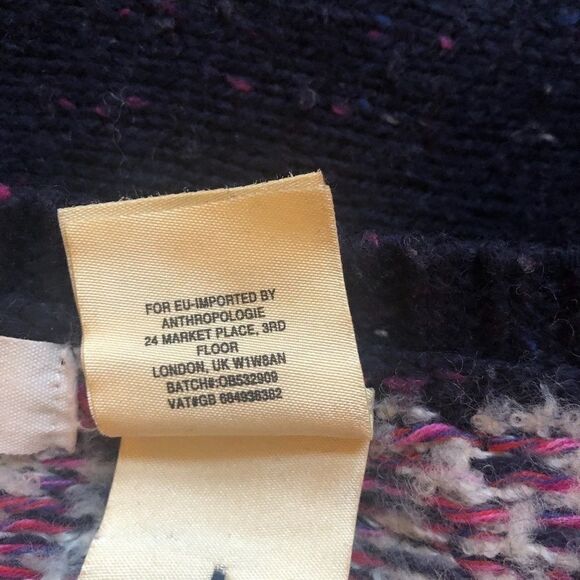 FOR EU-IMPORTED BY
ANTHROPOLOGIE
24 MARKET PLACE, 3RD
FLOOR
LONDON, UK W1W8AN
BATCH#:OB532909
VAT#GB 684936382